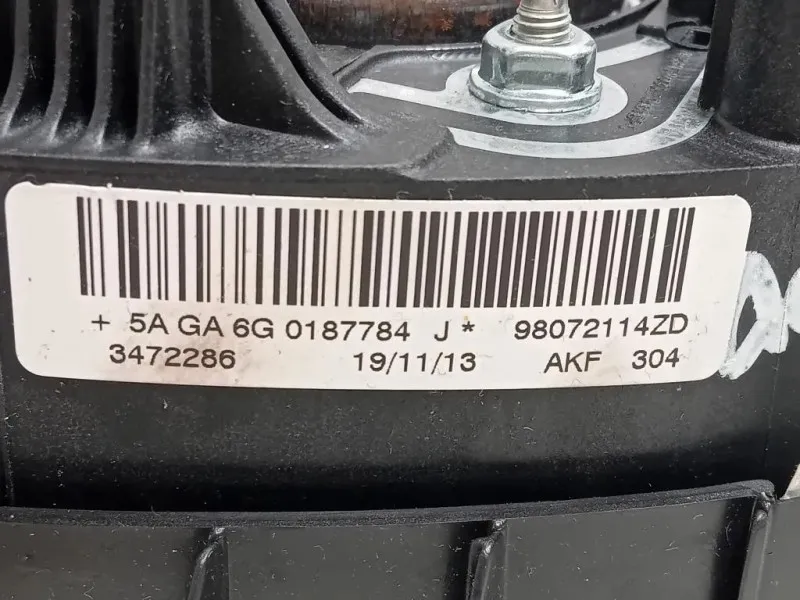 + 5A GA 6G 0187784 J * 98072114ZD
3472286 19/11/13 AKF 304